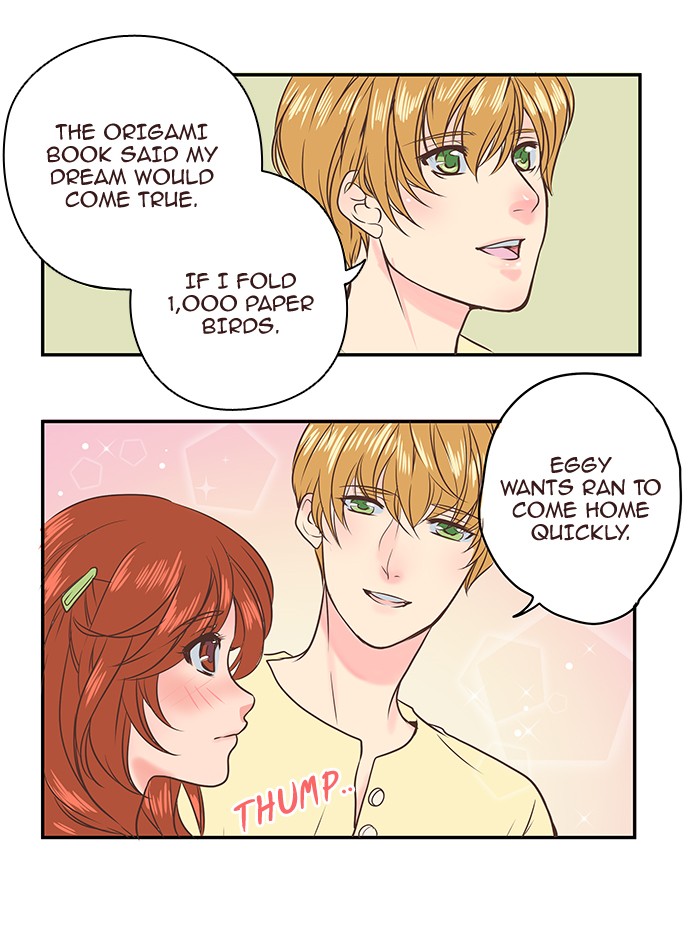 THE ORIGAMI
BOOK SAID MY
DREAM WOULD
COME TRUE.
IF I FOLD
1,000 PAPER
BIRDS.
EGGY
WANTS RAN TO
COME HOME
QUICKLY.
THUMP..